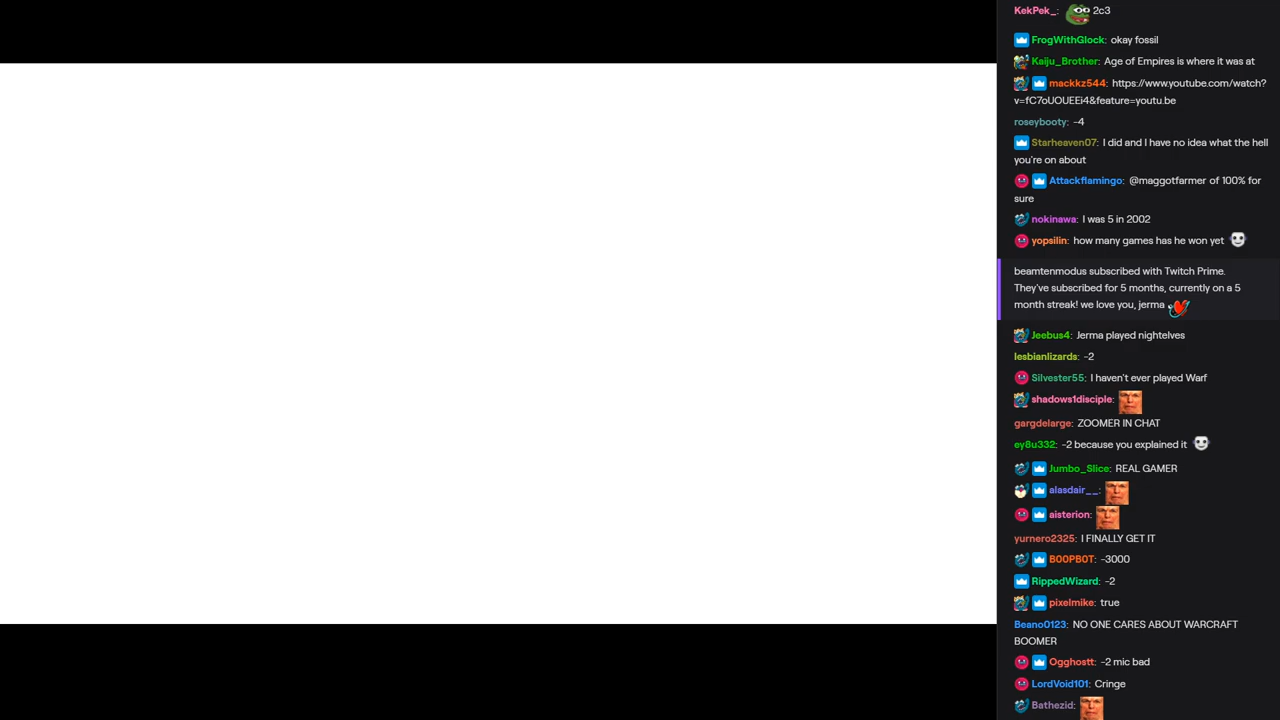 KekPek_: 2c3
FrogWithGlock: okay fossil
Kaiju_Brother: Age of Empires is where it was at
mackkz544: https://www.youtube.com/watch?
v=fC7oUOUEEi4&feature=youtu.be
roseybooty: -4
Starheaven07: I did and I have no idea what the hell
you're on about
Attackflamingo: @maggotfarmer of 100% for
sure
nokinawa: I was 5 in 2002
yopsilin: how many games has he won yet
beamtenmodus subscribed with Twitch Prime.
They've subscribed for 5 months, currently on a 5
month streak! we love you, jerma
Jeebus4: Jerma played nightelves
lesbianlizards: -2
Silvester55: I haven't ever played Warf
shadows1disciple:
gargdelarge: ZOOMER IN CHAT
ey8u332: -2 because you explained it
Jumbo_Slice: REAL GAMER
alasdair__:
aisterion:
yurnero2325: I FINALLY GET IT
B00PB0T: -3000
RippedWizard: -2
pixelmike: true
Beano0123: NO ONE CARES ABOUT WARCRAFT
BOOMER
Ogghostt: -2 mic bad
LordVoid101: Cringe
Bathezid: